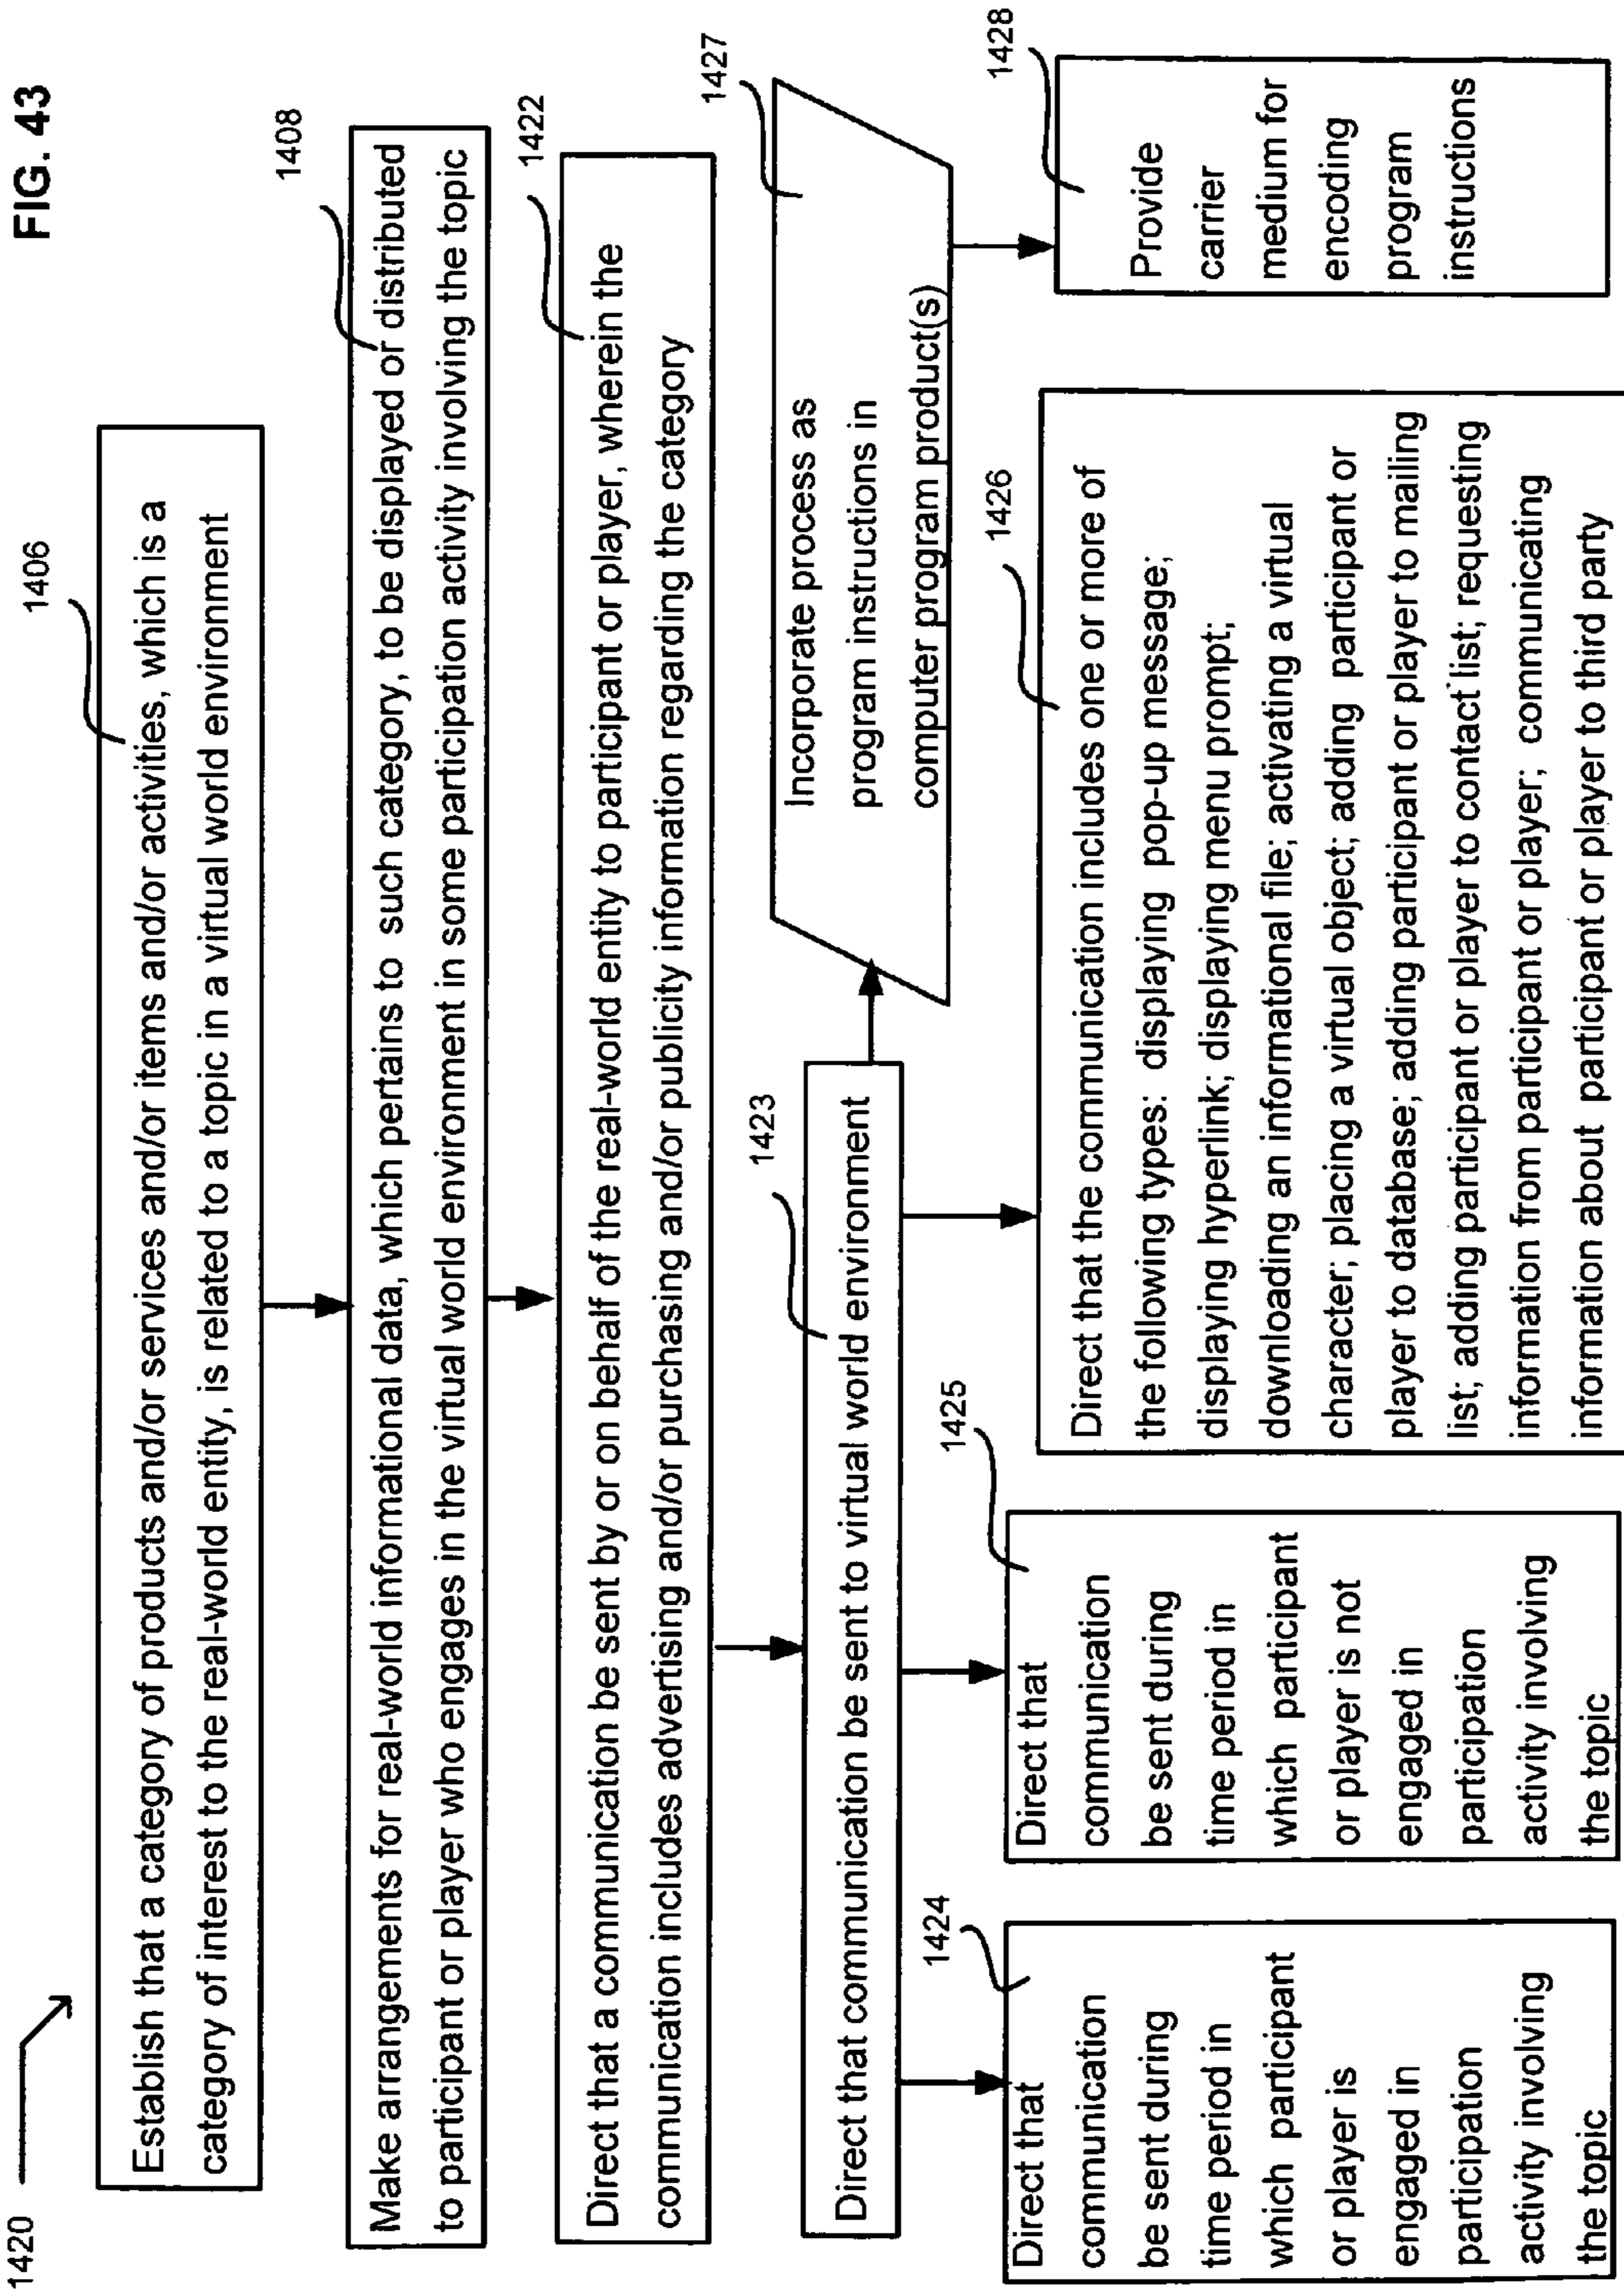 FIG. 43
1420
1406
Establish that a category of products and/or services and/or items and/or activities, which is a
category of interest to the real-world entity, is related to a topic in a virtual world environment
1408
Make arrangements for real-world informational data, which pertains to such category, to be displayed or distributed
to participant or player who engages in the virtual world environment in some participation activity involving the topic
1422
Direct that a communication be sent by or on behalf of the real-world entity to participant or player, wherein the
communication includes advertising and/or purchasing and/or publicity information regarding the category
1423
Direct that communication be sent to virtual world environment
1427
Incorporate process as
program instructions in
computer program product(s)
1424
Direct that
communication
be sent during
time period in
which participant
or player is
engaged in
participation
activity involving
the topic
1425
Direct that
communication
be sent during
time period in
which participant
or player is not
engaged in
participation
activity involving
the topic
1426
Direct that the communication includes one or more of
the following types: displaying pop-up message;
displaying hyperlink; displaying menu prompt;
downloading an informational file; activating a virtual
character; placing a virtual object; adding participant or
player to database; adding participant or player to mailing
list; adding participant or player to contact list; requesting
information from participant or player; communicating
information about participant or player to third party
1428
Provide
carrier
medium for
encoding
program
instructions